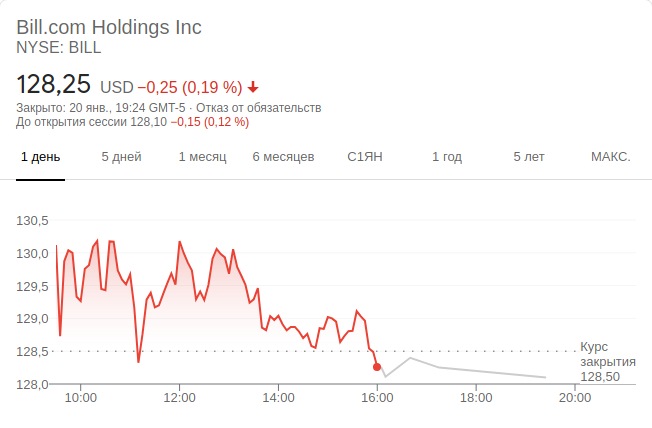 Bill.com Holdings Inc
NYSE: BILL
128,25 USD −0,25 (0,19 %)
Закрыто: 20 янв., 19:24 GMT-5 · Отказ от обязательств
До открытия сессии 128,10 −0,15 (0,12 %)
1 день 5 дней 1 месяц 6 месяцев С1ЯН 1 год 5 лет МАКС.
130,5
130,0
129,5
129,0
128,5
128,0
Курс
закрытия
128,50
10:00 12:00 14:00 16:00 18:00 20:00